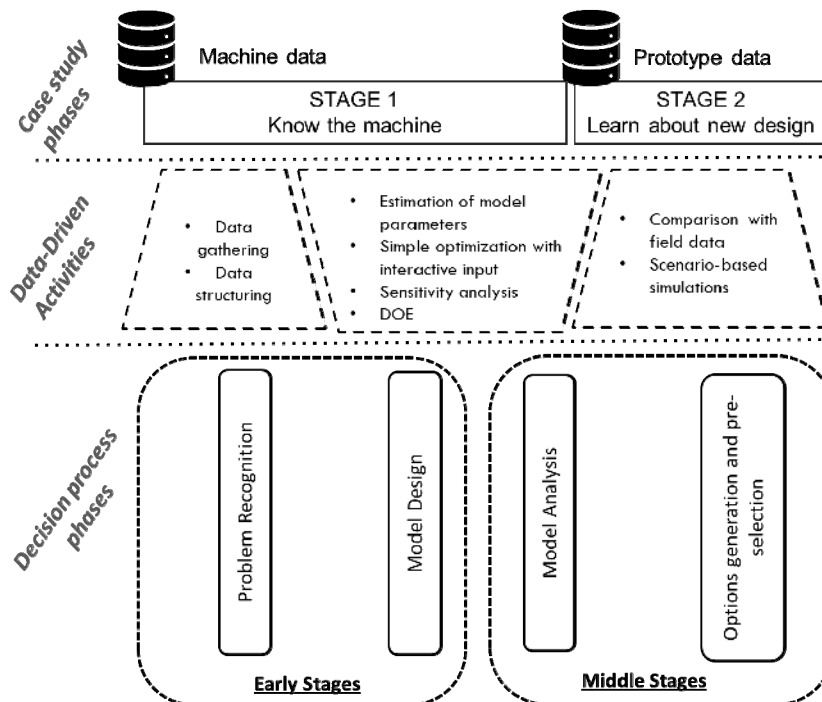 Case study
phases
Machine data
Prototype data
STAGE 1
Know the machine
STAGE 2
Learn about new design
Data-Driven
Activities
• Data
gathering
• Data
structuring
• Estimation of model
parameters
• Simple optimization with
interactive input
• Sensitivity analysis
• DOE
• Comparison with
field data
• Scenario-based
simulations
Decision process
phases
Problem Recognition
Model Design
Model Analysis
Options generation and pre-
selection
Early Stages
Middle Stages